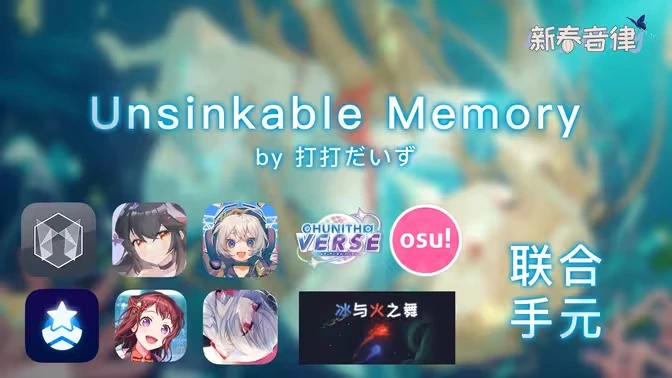 新春音律
Unsinkable Memory
by 打打だいず
CHUNITHM
VERSE
osu!
联合
手元
冰与火之舞